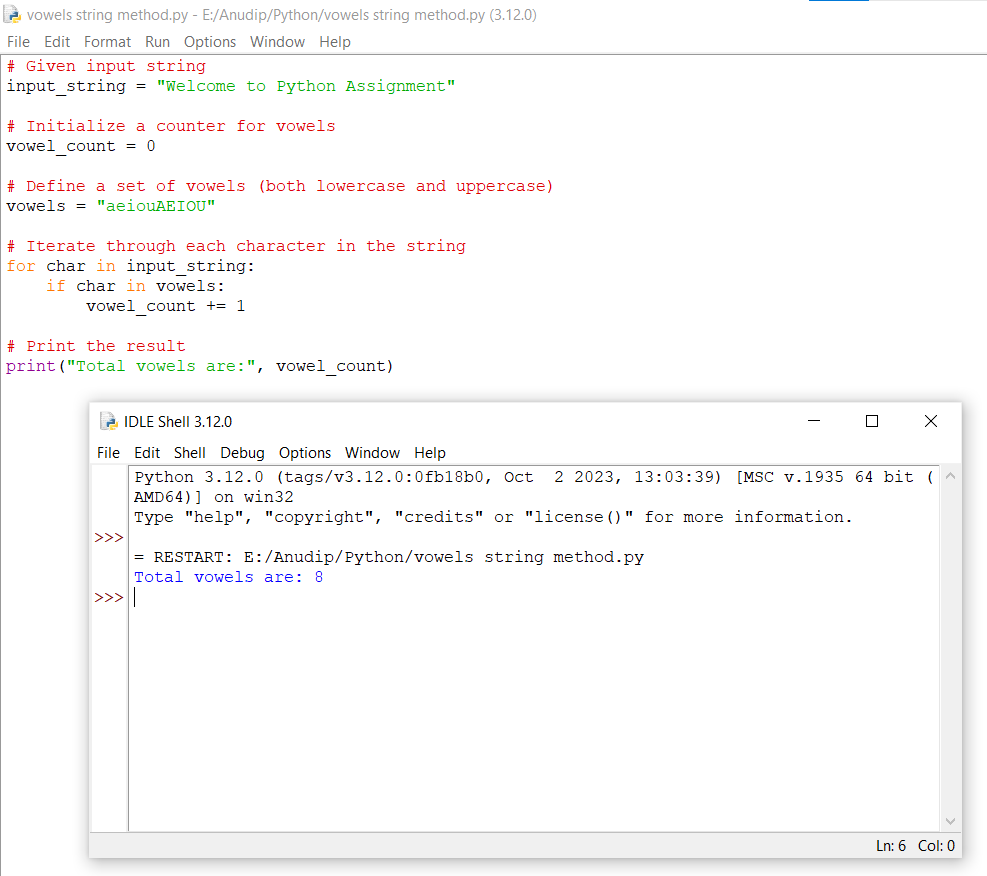 vowels string method.py - E:/Anudip/Python/vowels string method.py (3.12.0)
File Edit Format Run Options Window Help
# Given input string
input_string = "Welcome to Python Assignment"
# Initialize a counter for vowels
vowel_count = 0
# Define a set of vowels (both lowercase and uppercase)
vowels = "aeiouAEIOU"
# Iterate through each character in the string
for char in input_string:
    if char in vowels:
        vowel_count += 1
# Print the result
print("Total vowels are:", vowel_count)
IDLE Shell 3.12.0
File Edit Shell Debug Options Window Help
Python 3.12.0 (tags/v3.12.0:0fb18b0, Oct  2 2023, 13:03:39) [MSC v.1935 64 bit (
AMD64)] on win32
Type "help", "copyright", "credits" or "license()" for more information.
>>>
= RESTART: E:/Anudip/Python/vowels string method.py
Total vowels are: 8
>>>
Ln: 6 Col: 0